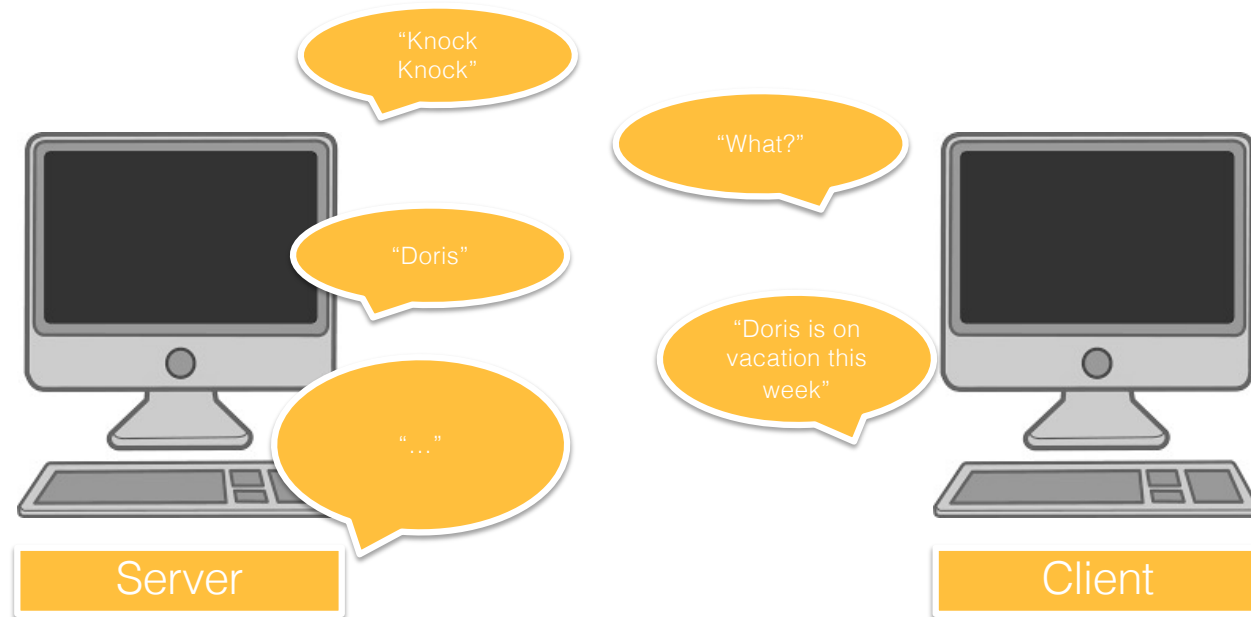 “Knock
Knock”
“What?”
“Doris”
“Doris is on
vacation this
week”
“…”
Server
Client